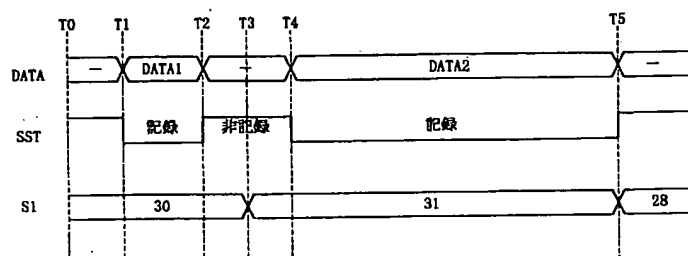 T0 T1 T2 T3 T4 T5
DATA － DATA1 － DATA2 －
SST 記録 非記録 記録
S1 30 31 28